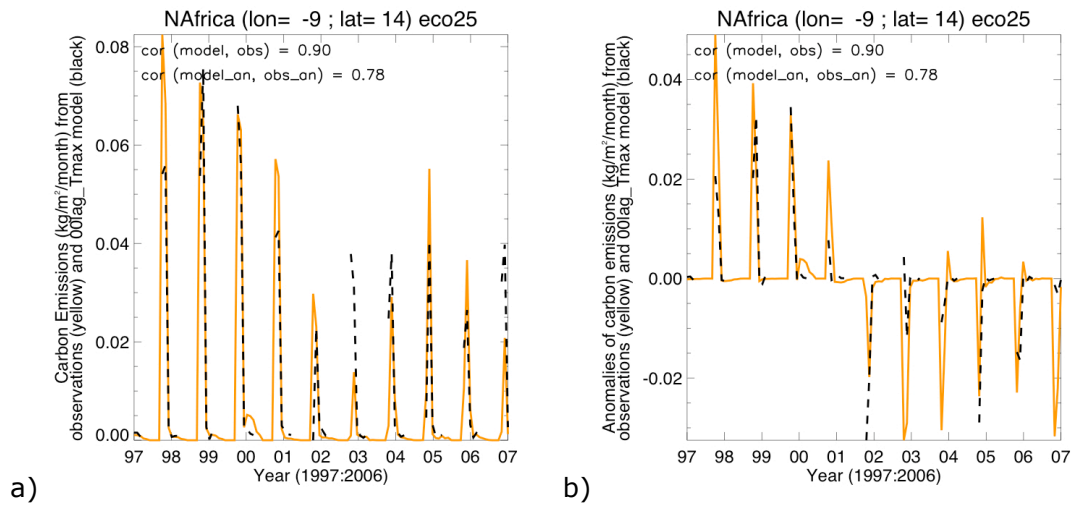 NAfrica (lon= -9 ; lat= 14) eco25
cor (model, obs) = 0.90
cor (model_an, obs_an) = 0.78
Carbon Emissions (kg/m²/month) from
observations (yellow) and 00lag_Tmax model (black)
0.08
0.06
0.04
0.02
0.00
97 98 99 00 01 02 03 04 05 06 07
Year (1997:2006)
a)
NAfrica (lon= -9 ; lat= 14) eco25
cor (model, obs) = 0.90
cor (model_an, obs_an) = 0.78
Anomalies of carbon emissions (kg/m²/month) from
observations (yellow) and 00lag_Tmax model (black)
0.04
0.02
0.00
-0.02
97 98 99 00 01 02 03 04 05 06 07
Year (1997:2006)
b)